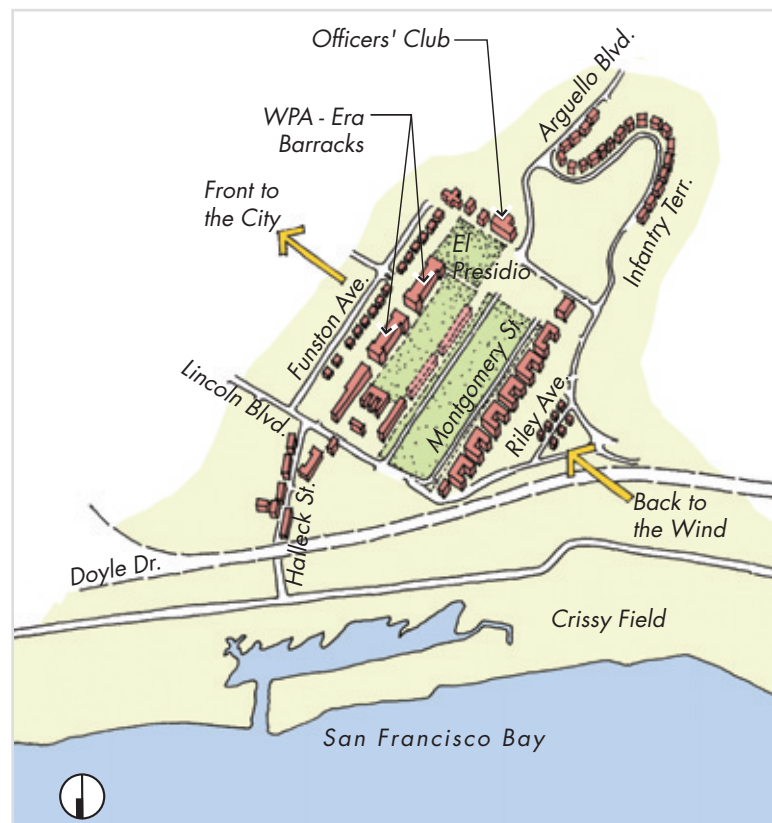 Officers' Club
Arguello Blvd.
WPA - Era
Barracks
Front to
the City
El
Presidio
Infantry Terr.
Funston Ave.
Montgomery St.
Lincoln Blvd.
Riley Ave.
Halleck St.
Back to
the Wind
Doyle Dr.
Crissy Field
San Francisco Bay